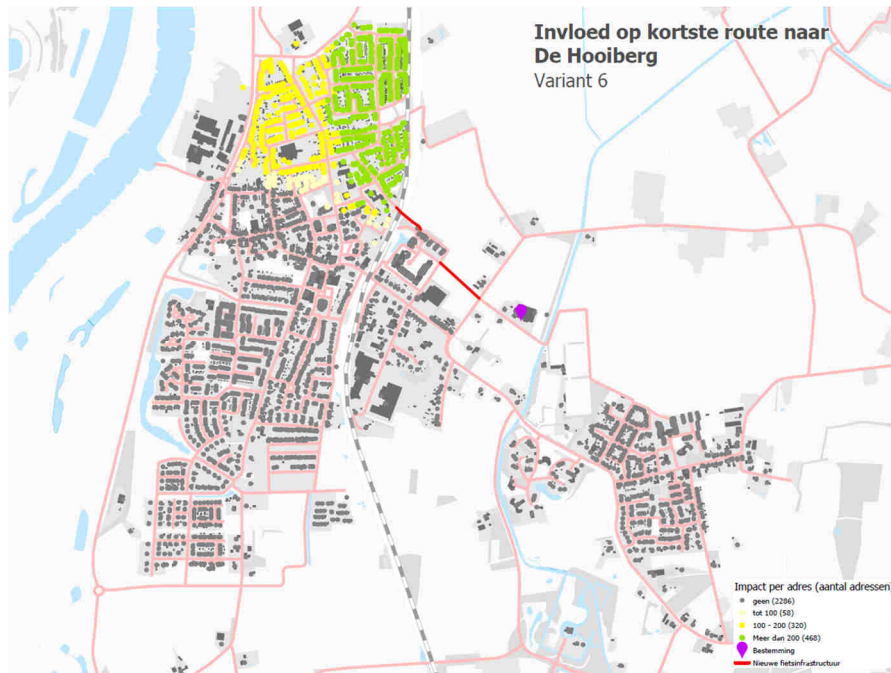 Invloed op kortste route naar
De Hooiberg
Variant 6
Impact per adres (aantal adressen)
geen (2286)
tot 100 (58)
100 - 200 (320)
Meer dan 200 (468)
Bestemming
Nieuwe fietsinfrastructuur